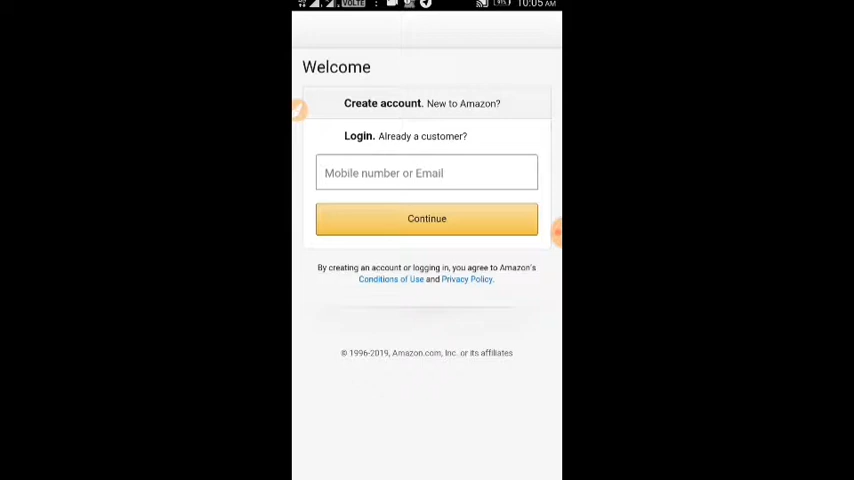 VOLTE 91% 10:05 AM
Welcome
Create account. New to Amazon?
Login. Already a customer?
Mobile number or Email
Continue
By creating an account or logging in, you agree to Amazon's
Conditions of Use and Privacy Policy.
© 1996-2019, Amazon.com, Inc. or its affiliates